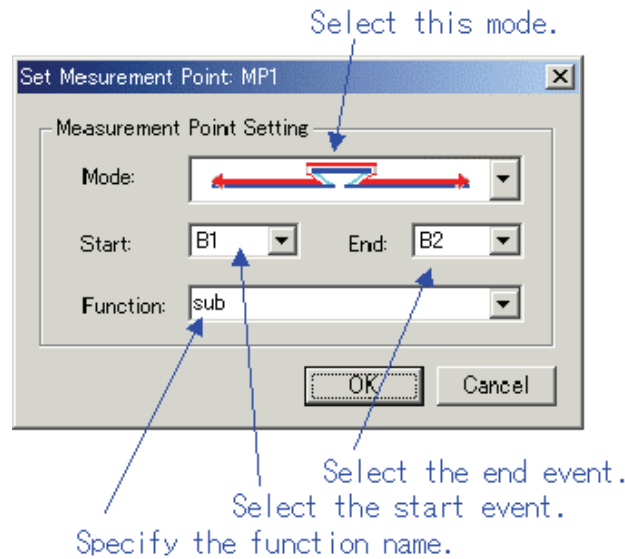 Select this mode.
Set Mesurement Point: MP1
Measurement Point Setting
Mode:
Start: B1 End: B2
Function: sub
OK Cancel
Select the end event.
Select the start event.
Specify the function name.